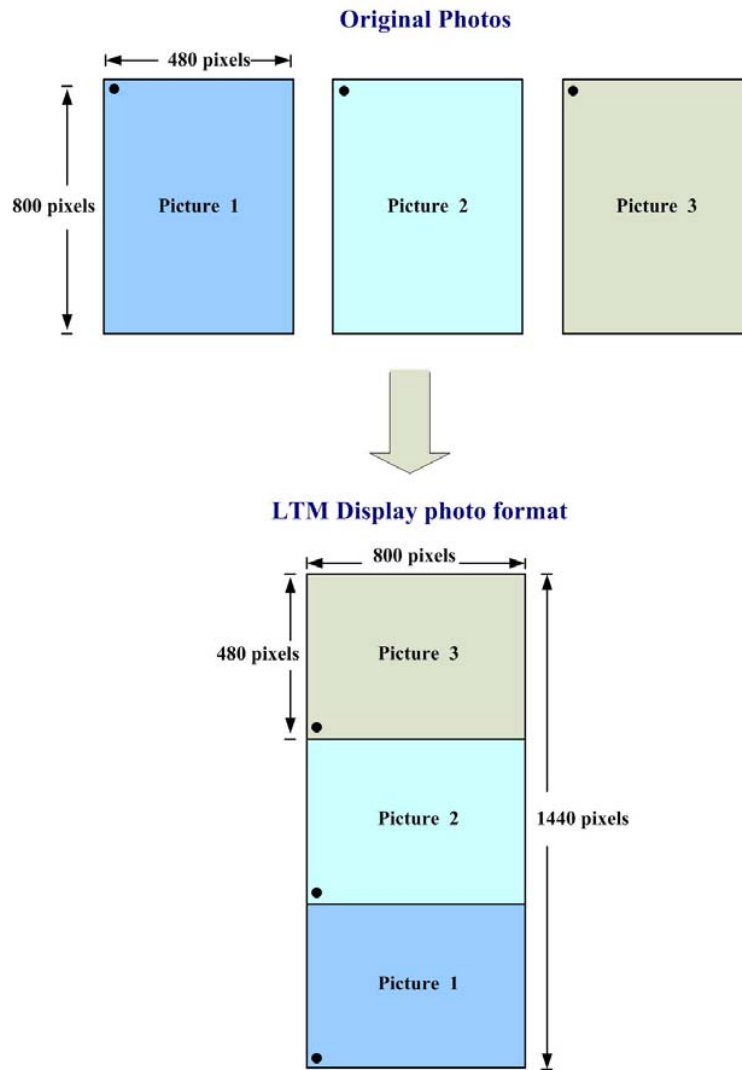 Original Photos
480 pixels
800 pixels
Picture 1
Picture 2
Picture 3
LTM Display photo format
800 pixels
480 pixels
Picture 3
Picture 2
1440 pixels
Picture 1